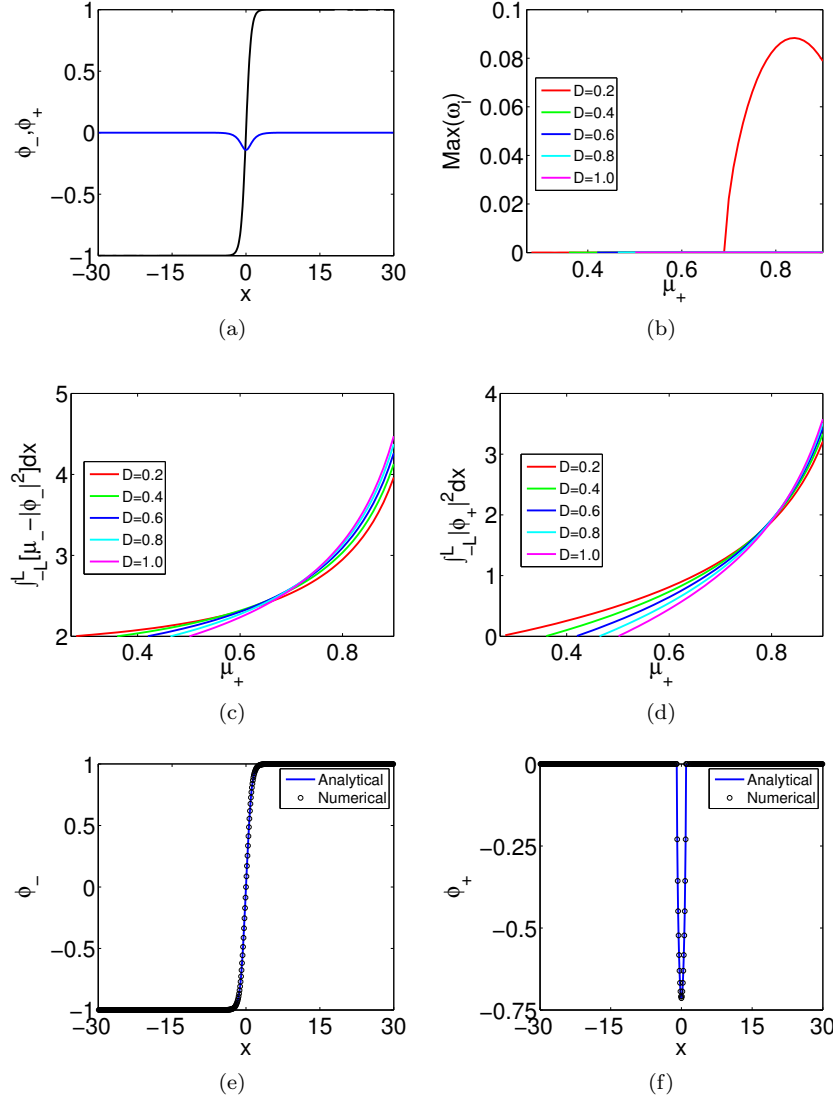 1
0.5
0
−0.5
−1
−30
−15
0
15
30
ϕ_-,ϕ_+
x
(a)
0.1
0.08
0.06
0.04
0.02
0
0.4
0.6
0.8
Max(ω_i)
μ_+
D=0.2
D=0.4
D=0.6
D=0.8
D=1.0
(b)
5
4
3
2
0.4
0.6
0.8
∫_{-L}^{L}[μ_-−|ϕ_-|^2]dx
μ_+
D=0.2
D=0.4
D=0.6
D=0.8
D=1.0
(c)
4
3
2
1
0
0.4
0.6
0.8
∫_{-L}^{L}|ϕ_+|^2dx
μ_+
D=0.2
D=0.4
D=0.6
D=0.8
D=1.0
(d)
1
0.5
0
−0.5
−1
−30
−15
0
15
30
ϕ_-
x
Analytical
Numerical
(e)
0
−0.25
−0.5
−0.75
−30
−15
0
15
30
ϕ_+
x
Analytical
Numerical
(f)